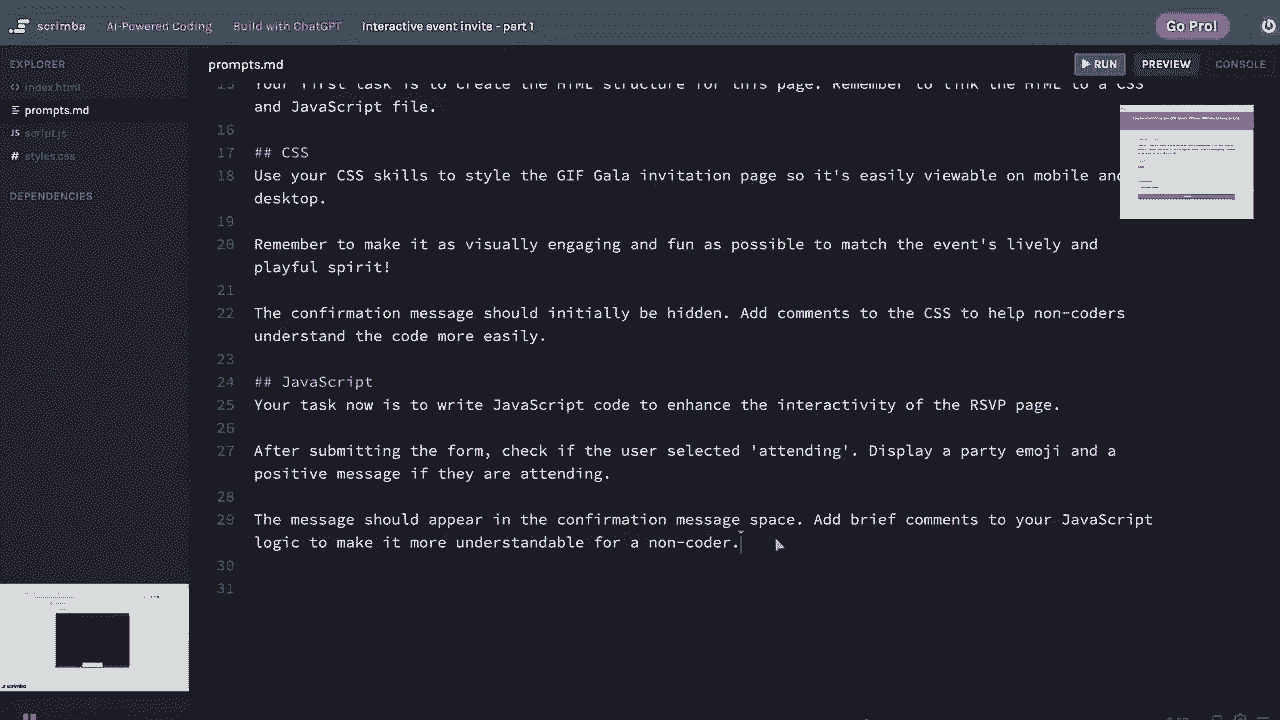 scrimba AI-Powered Coding Build with ChatGPT Interactive event invite - part 1 Go Pro!
EXPLORER
<> index.html
prompts.md
JS script.js
# styles.css
DEPENDENCIES
prompts.md RUN PREVIEW CONSOLE
15 Your first task is to create the HTML structure for this page. Remember to link the HTML to a CSS
and JavaScript file.
16
17 ## CSS
18 Use your CSS skills to style the GIF Gala invitation page so it's easily viewable on mobile and
desktop.
19
20 Remember to make it as visually engaging and fun as possible to match the event's lively and
playful spirit!
21
22 The confirmation message should initially be hidden. Add comments to the CSS to help non-coders
understand the code more easily.
23
24 ## JavaScript
25 Your task now is to write JavaScript code to enhance the interactivity of the RSVP page.
26
27 After submitting the form, check if the user selected 'attending'. Display a party emoji and a
positive message if they are attending.
28
29 The message should appear in the confirmation message space. Add brief comments to your JavaScript
logic to make it more understandable for a non-coder.
30
31
scrimba